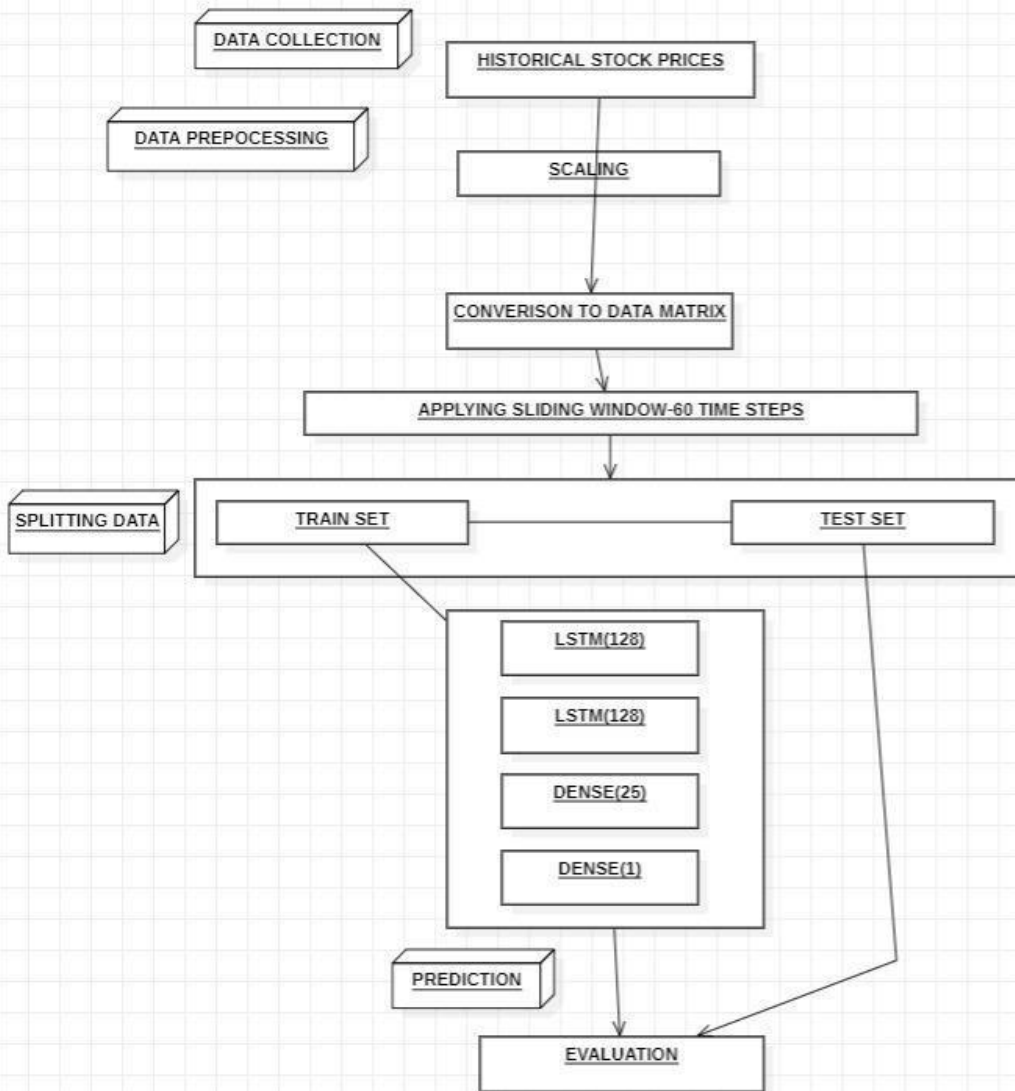 DATA COLLECTION
HISTORICAL STOCK PRICES
DATA PREPOCESSING
SCALING
CONVERISON TO DATA MATRIX
APPLYING SLIDING WINDOW-60 TIME STEPS
SPLITTING DATA
TRAIN SET
TEST SET
LSTM(128)
LSTM(128)
DENSE(25)
DENSE(1)
PREDICTION
EVALUATION